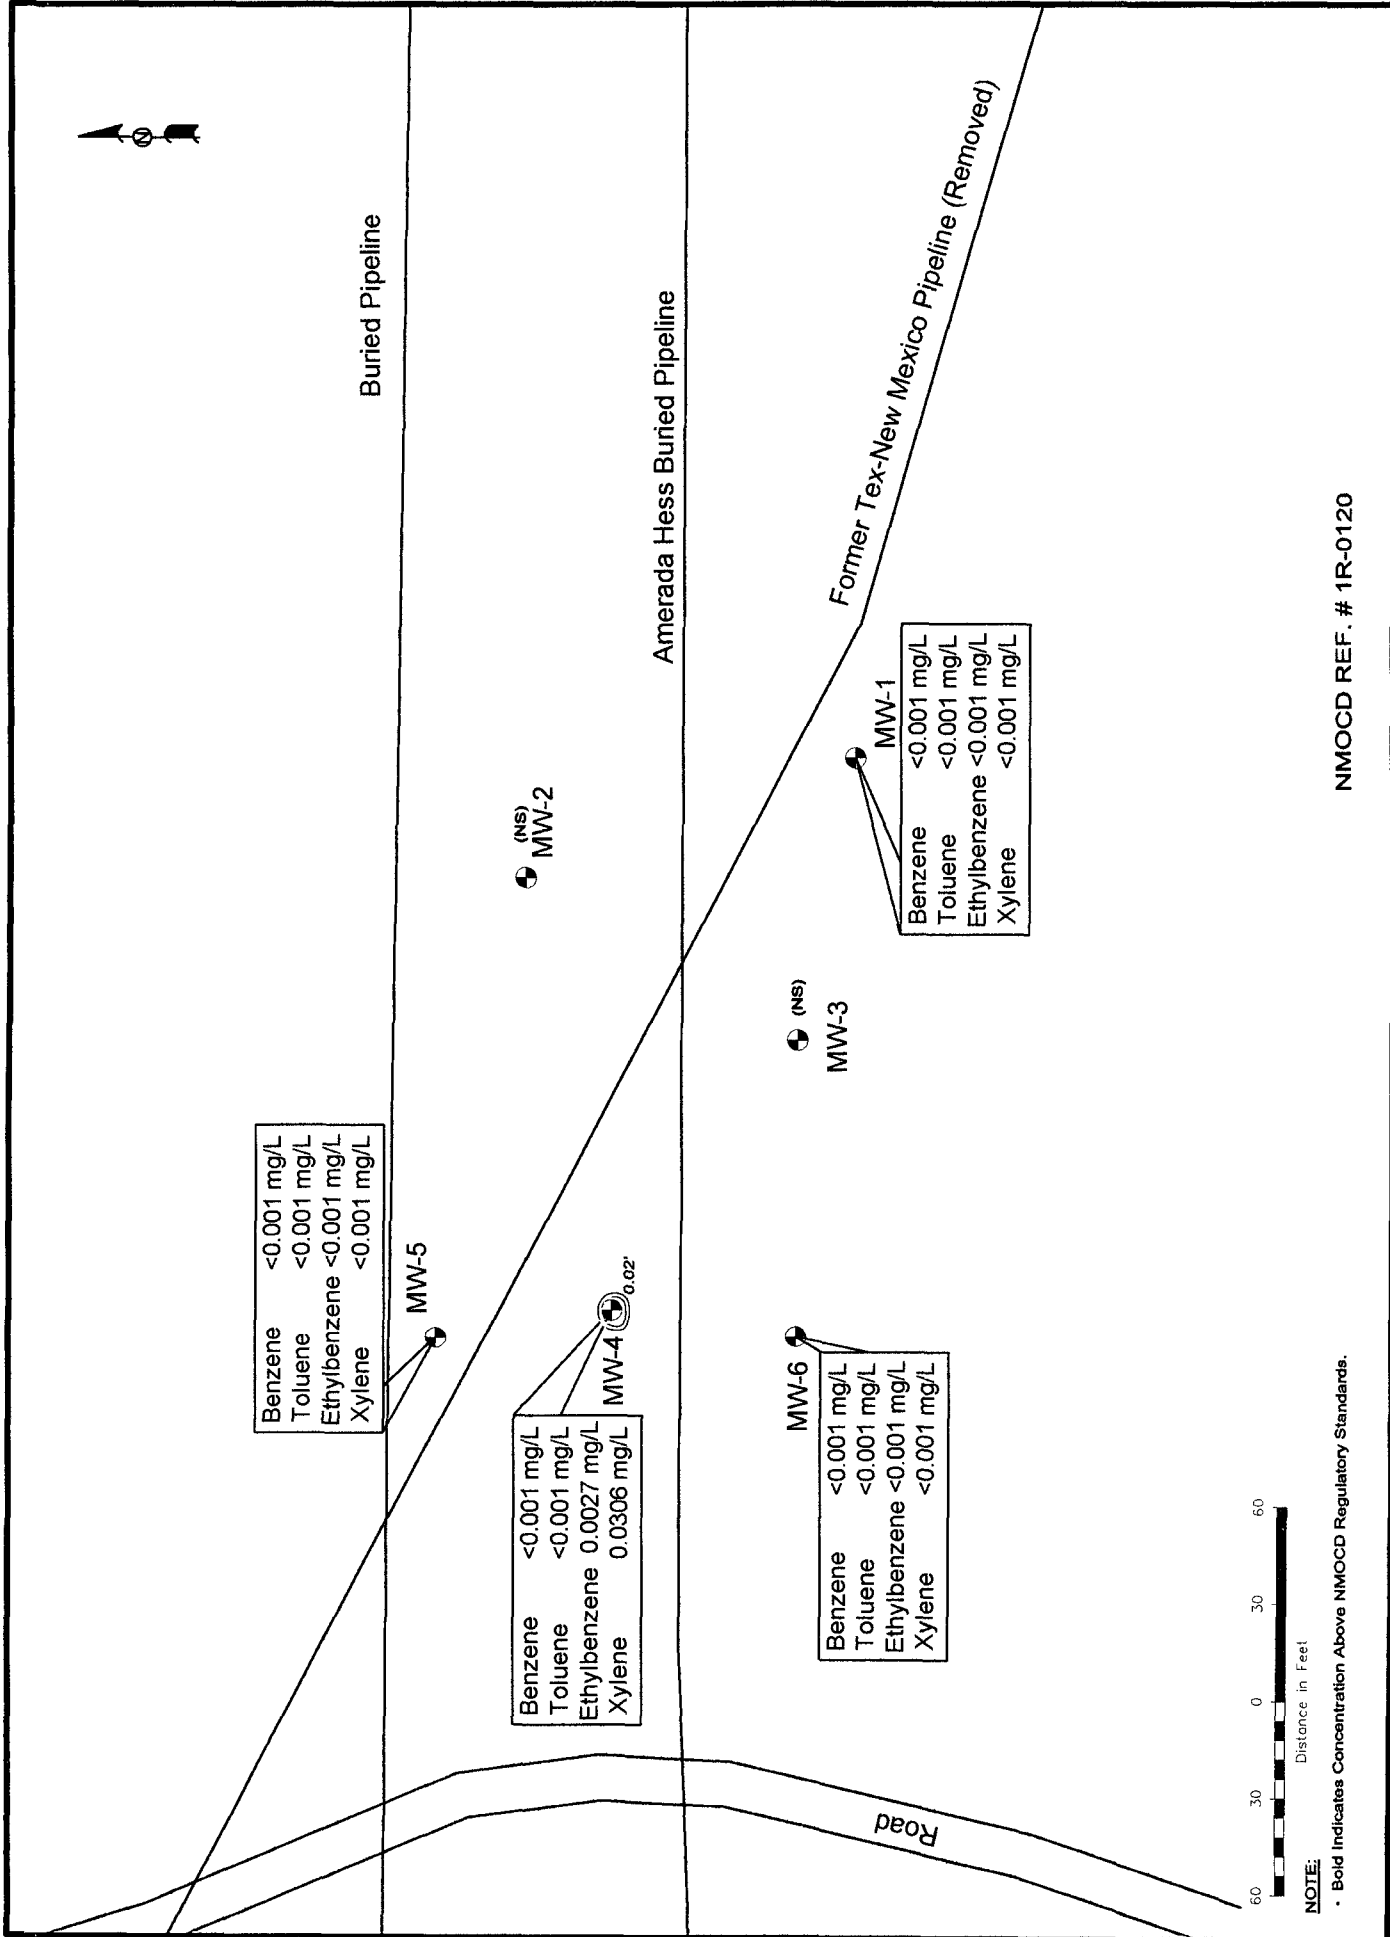 N
Buried Pipeline
Amerada Hess Buried Pipeline
Former Tex-New Mexico Pipeline (Removed)
Benzene <0.001 mg/L
Toluene <0.001 mg/L
Ethylbenzene <0.001 mg/L
Xylene <0.001 mg/L
MW-5
(NS)
MW-2
Benzene <0.001 mg/L
Toluene <0.001 mg/L
Ethylbenzene 0.0027 mg/L
Xylene 0.0306 mg/L
MW-4
0.02'
MW-3
(NS)
MW-1
Benzene <0.001 mg/L
Toluene <0.001 mg/L
Ethylbenzene <0.001 mg/L
Xylene <0.001 mg/L
MW-6
Benzene <0.001 mg/L
Toluene <0.001 mg/L
Ethylbenzene <0.001 mg/L
Xylene <0.001 mg/L
Road
60 30 0 30 60
Distance in Feet
NOTE:
• Bold Indicates Concentration Above NMOCD Regulatory Standards.
NMOCD REF. # 1R-0120